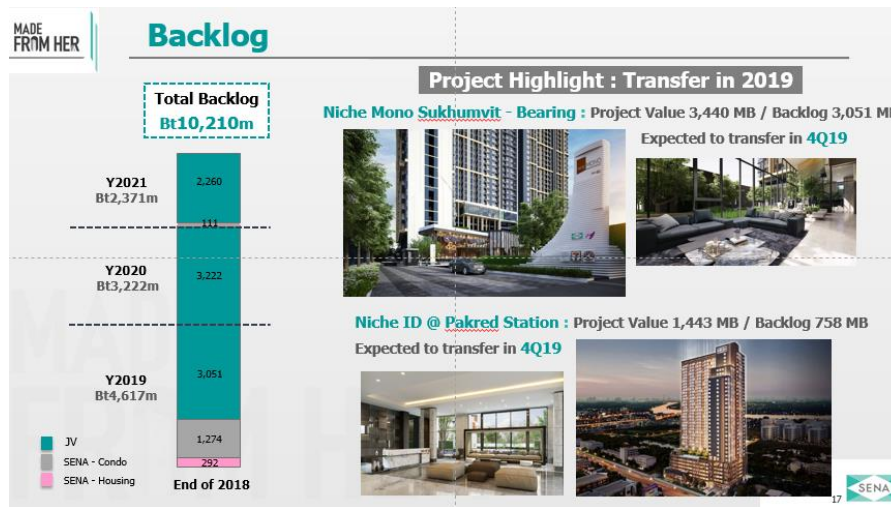 MADE
FROM HER
Backlog
Total Backlog
Bt10,210m
Y2021
Bt2,371m
2,260
111
Y2020
Bt3,222m
3,222
Y2019
Bt4,617m
3,051
1,274
292
JV
SENA - Condo
SENA - Housing
End of 2018
Project Highlight : Transfer in 2019
Niche Mono Sukhumvit - Bearing : Project Value 3,440 MB / Backlog 3,051 MB
Expected to transfer in 4Q19
Niche ID @ Pakred Station : Project Value 1,443 MB / Backlog 758 MB
Expected to transfer in 4Q19
17
SENA